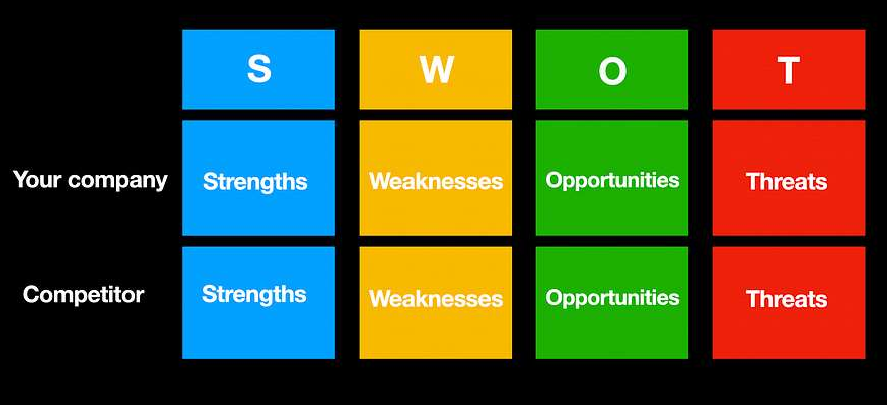 S W O T
Your company Strengths Weaknesses Opportunities Threats
Competitor Strengths Weaknesses Opportunities Threats